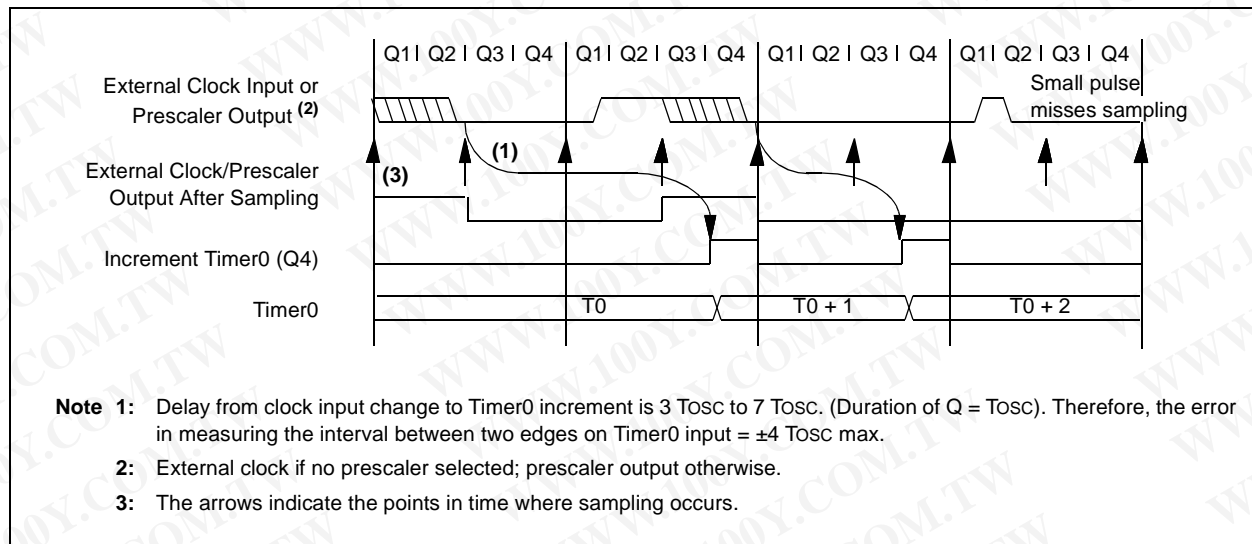 Q1 | Q2 | Q3 | Q4 Q1 | Q2 | Q3 | Q4 Q1 | Q2 | Q3 | Q4 Q1 | Q2 | Q3 | Q4
External Clock Input or
Prescaler Output (2)
Small pulse
misses sampling
(1)
External Clock/Prescaler
Output After Sampling
(3)
Increment Timer0 (Q4)
Timer0
T0 T0 + 1 T0 + 2
Note 1: Delay from clock input change to Timer0 increment is 3 TOSC to 7 TOSC. (Duration of Q = TOSC). Therefore, the error
in measuring the interval between two edges on Timer0 input = ±4 TOSC max.
2: External clock if no prescaler selected; prescaler output otherwise.
3: The arrows indicate the points in time where sampling occurs.
WWW.100Y.COM.TW